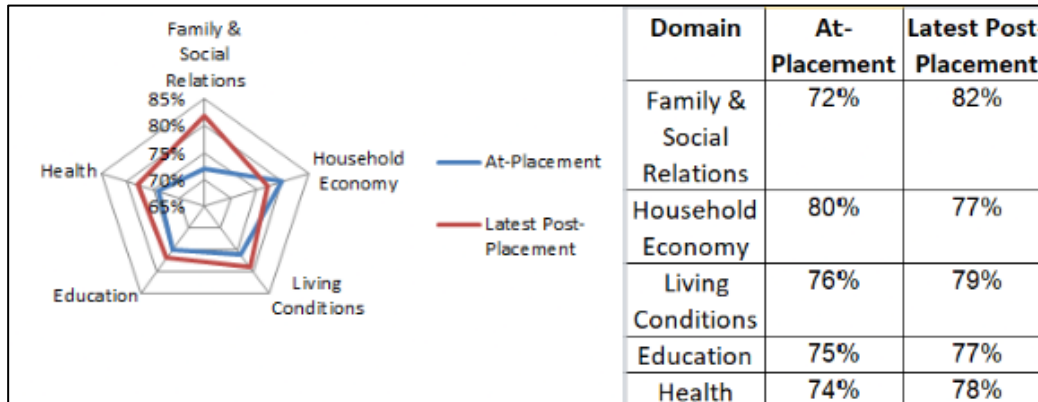 Family &
Social
Relations
85%
80%
75%
70%
65%
Health
Household
Economy
Education
Living
Conditions
At-Placement
Latest Post-
Placement
Domain At- Latest Post-
Placement Placement
Family & 72% 82%
Social
Relations
Household 80% 77%
Economy
Living 76% 79%
Conditions
Education 75% 77%
Health 74% 78%